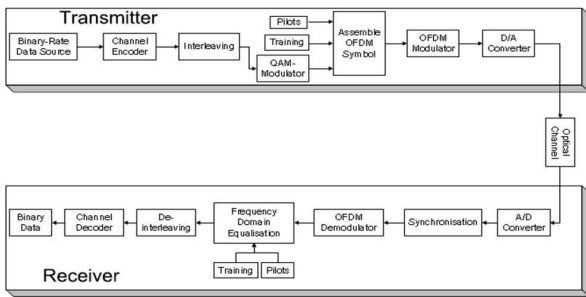 Transmitter
Binary-Rate
Data Source
Channel
Encoder
Interleaving
Pilots
Training
QAM-
Modulator
Assemble
OFDM
Symbol
OFDM
Modulator
D/A
Converter
Optical
Channel
A/D
Converter
Synchronisation
OFDM
Demodulator
Frequency
Domain
Equalisation
Training
Pilots
De-
interleaving
Channel
Decoder
Binary
Data
Receiver